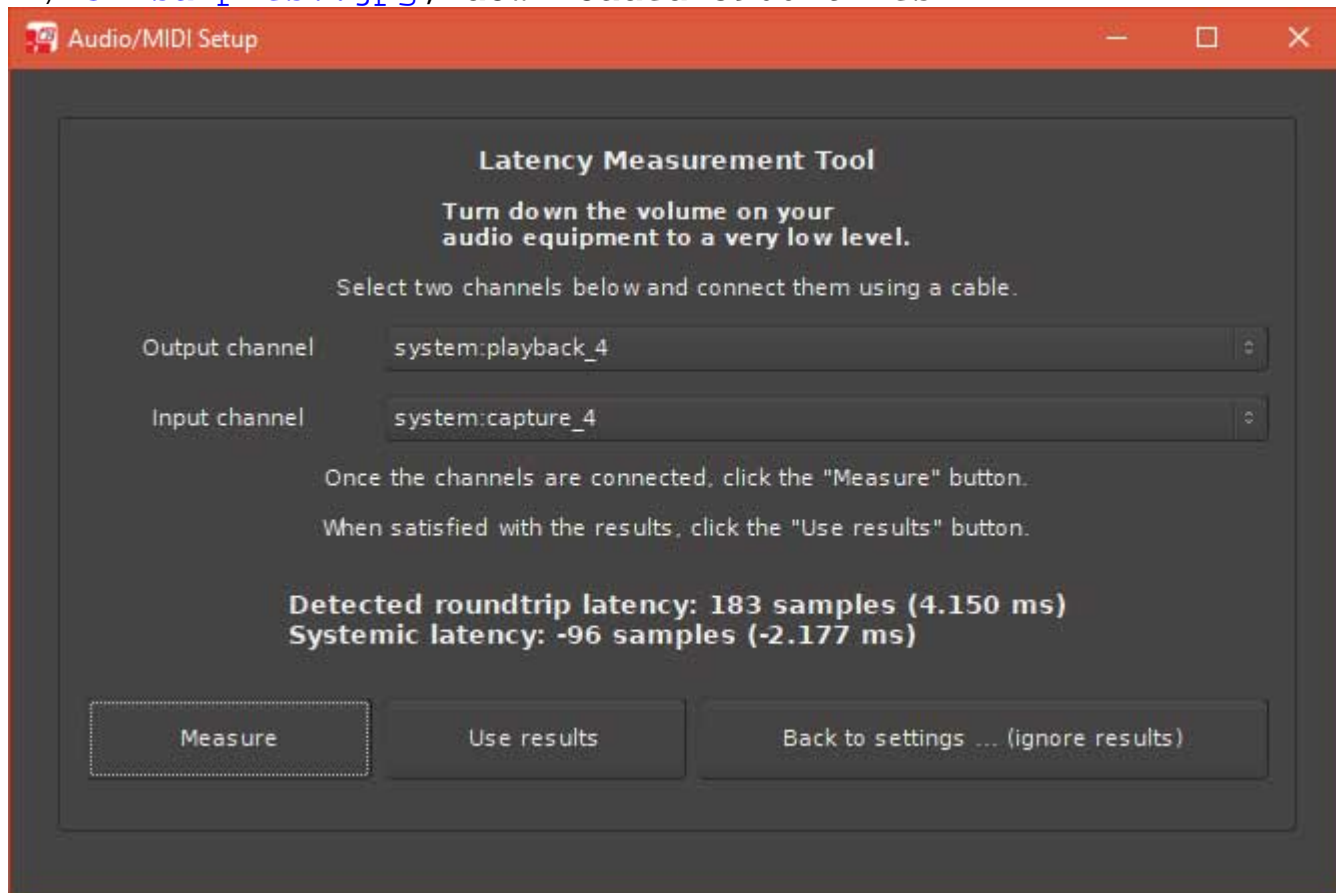 Audio/MIDI Setup
Latency Measurement Tool
Turn down the volume on your
audio equipment to a very low level.
Select two channels below and connect them using a cable.
Output channel system:playback_4
Input channel system:capture_4
Once the channels are connected, click the "Measure" button.
When satisfied with the results, click the "Use results" button.
Detected roundtrip latency: 183 samples (4.150 ms)
Systemic latency: -96 samples (-2.177 ms)
Measure Use results Back to settings ... (ignore results)